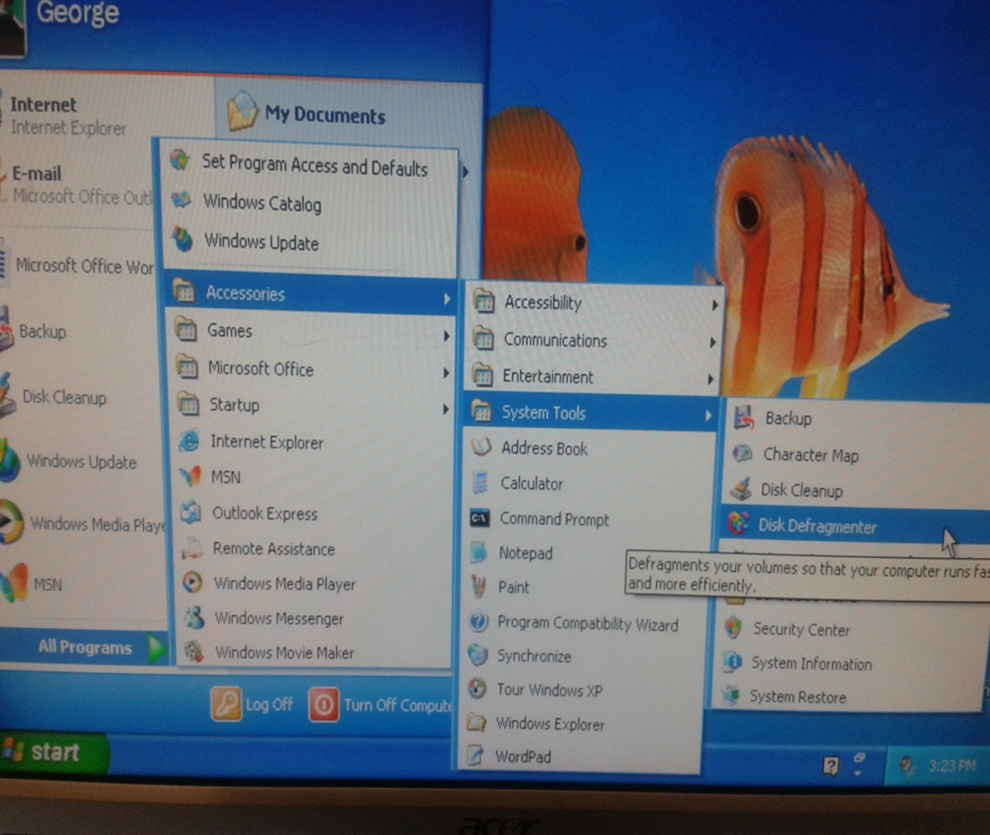 George
Internet
Internet Explorer
E-mail
Microsoft Office Outl
Microsoft Office Wor
Backup
Disk Cleanup
Windows Update
Windows Media Playe
MSN
All Programs
My Documents
Set Program Access and Defaults
Windows Catalog
Windows Update
Accessories
Games
Microsoft Office
Startup
Internet Explorer
MSN
Outlook Express
Remote Assistance
Windows Media Player
Windows Messenger
Windows Movie Maker
Accessibility
Communications
Entertainment
System Tools
Address Book
Calculator
Command Prompt
Notepad
Paint
Program Compatibility Wizard
Synchronize
Tour Windows XP
Windows Explorer
WordPad
Backup
Character Map
Disk Cleanup
Disk Defragmenter
Defragments your volumes so that your computer runs fas
and more efficiently.
Security Center
System Information
System Restore
Log Off
Turn Off Compute
start
3:23 PM
acer